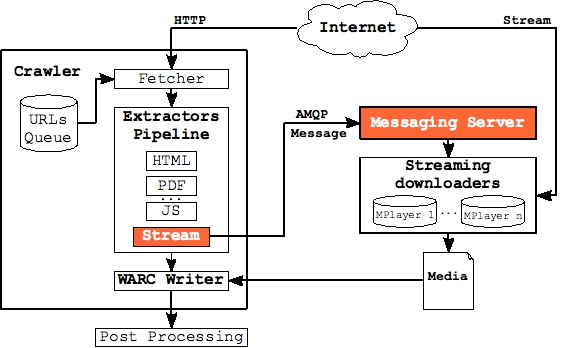 HTTP
Internet
Stream
Crawler
Fetcher
URLs
Queue
Extractors
Pipeline
HTML
PDF
...
JS
Stream
AMQP
Message
Messaging Server
Streaming
downloaders
MPlayer 1 ... MPlayer n
WARC Writer
Media
Post Processing